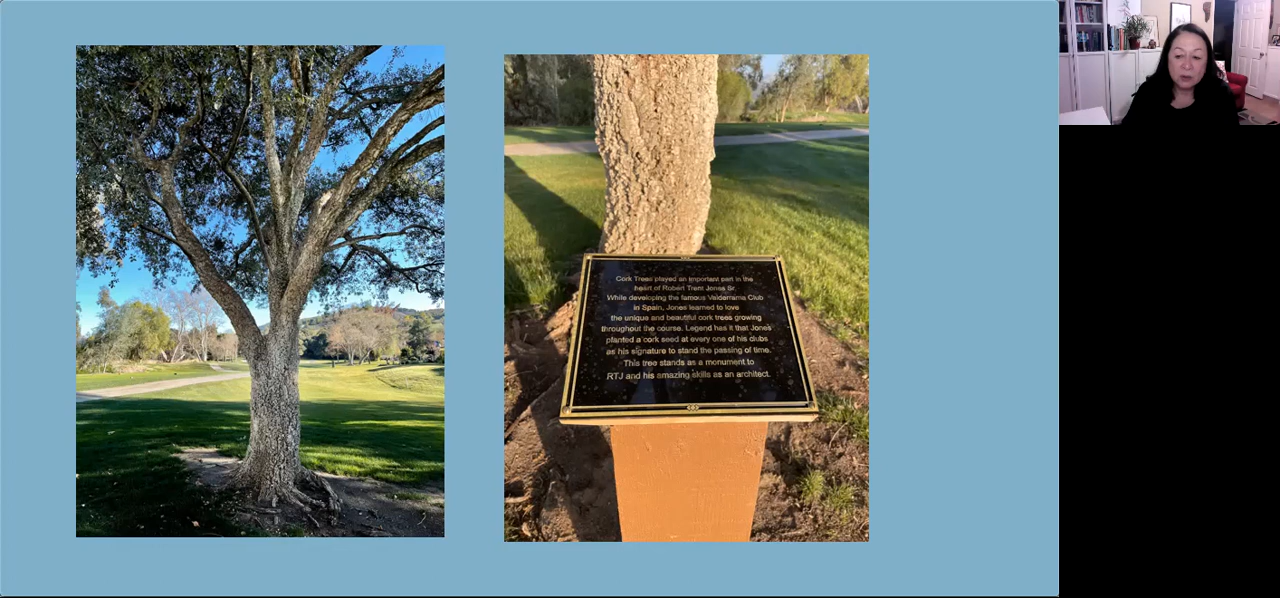 Cork Trees played an important part in the
heart of Robert Trent Jones Sr.
While developing the famous Valderrama Club
in Spain, Jones learned to love
the unique and beautiful cork trees growing
throughout the course. Legend has it that Jones
planted a cork seed at every one of his clubs
as his signature to stand the passing of time.
This tree stands as a monument to
RTJ and his amazing skills as an architect.